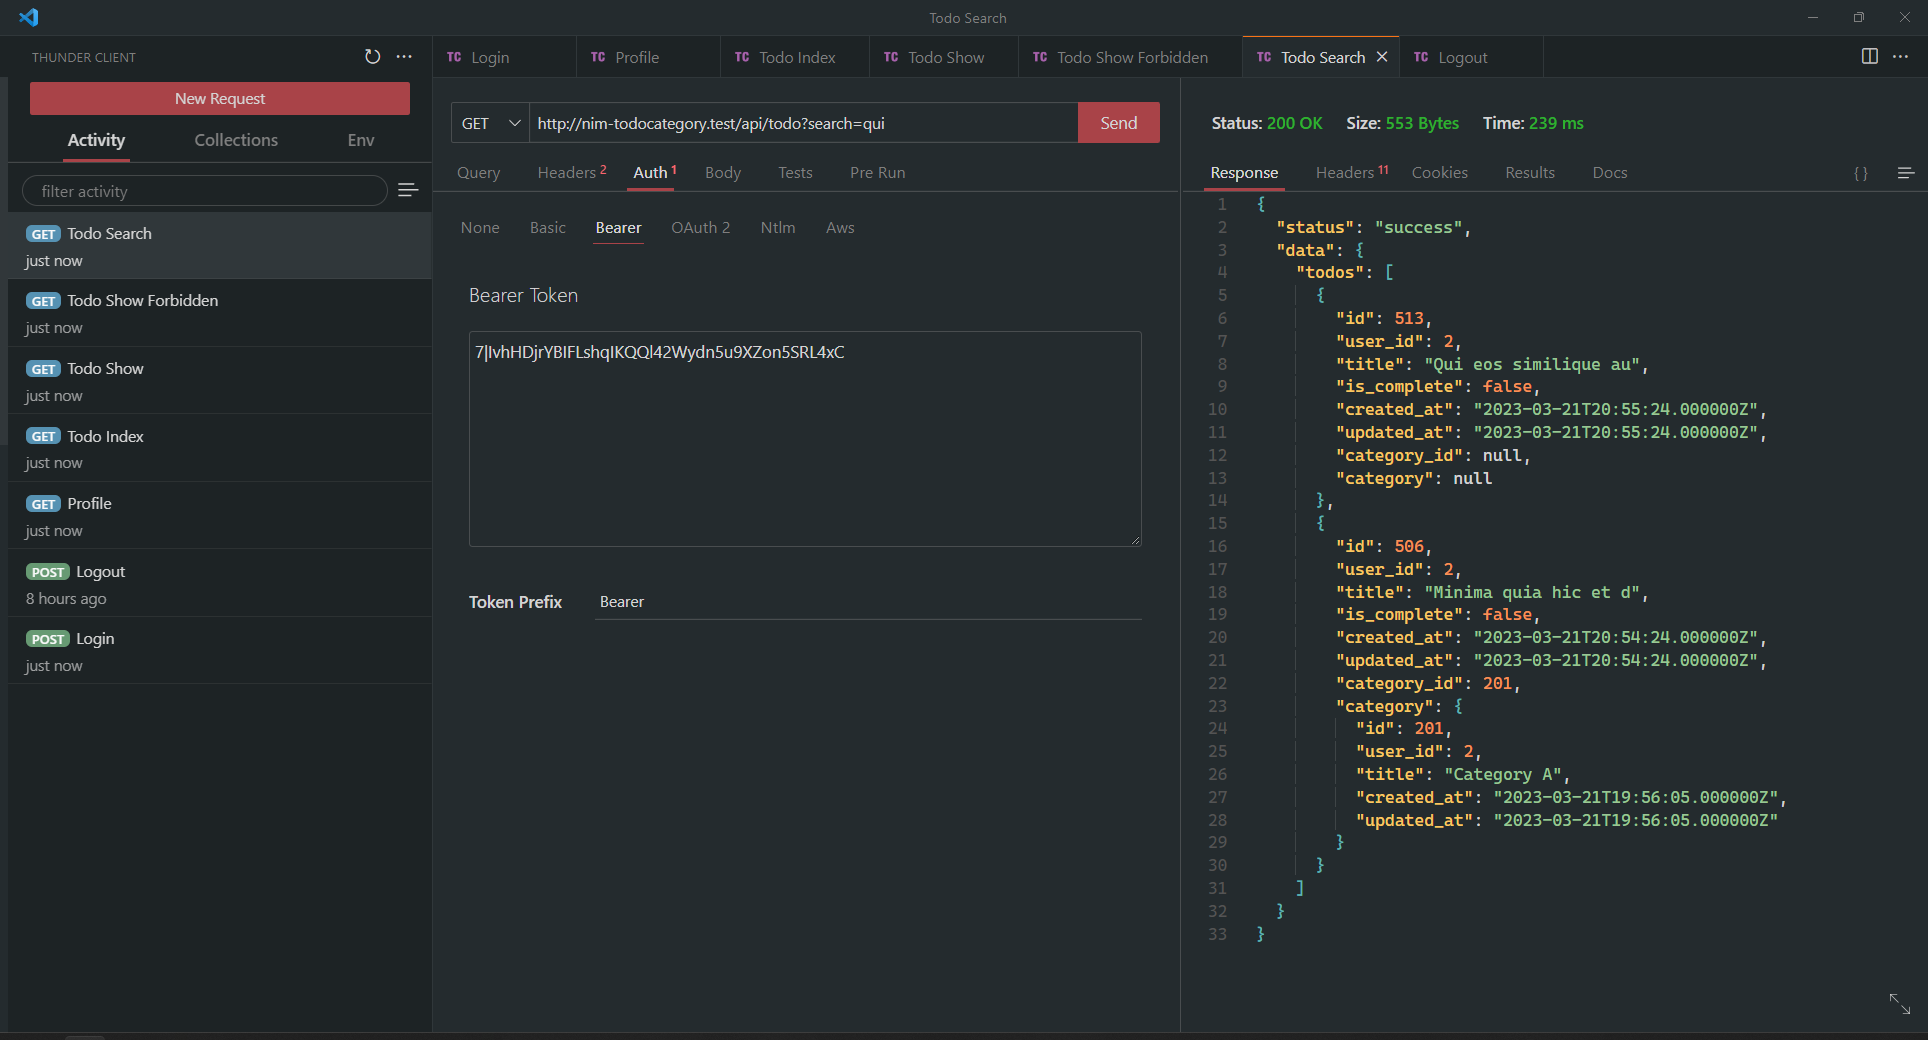 Todo Search
THUNDER CLIENT
New Request
Activity Collections Env
filter activity
GET Todo Search
just now
GET Todo Show Forbidden
just now
GET Todo Show
just now
GET Todo Index
just now
GET Profile
just now
POST Logout
8 hours ago
POST Login
just now
TC Login TC Profile TC Todo Index TC Todo Show TC Todo Show Forbidden TC Todo Search TC Logout
GET http://nim-todocategory.test/api/todo?search=qui Send
Query Headers 2 Auth 1 Body Tests Pre Run
None Basic Bearer OAuth 2 Ntlm Aws
Bearer Token
Token Prefix Bearer
Status: 200 OK Size: 553 Bytes Time: 239 ms
Response Headers 11 Cookies Results Docs { }
1 {
2 "status": "success",
3 "data": {
4 "todos": [
5 {
6 "id": 513,
7 "user_id": 2,
8 "title": "Qui eos similique au",
9 "is_complete": false,
10 "created_at": "2023-03-21T20:55:24.000000Z",
11 "updated_at": "2023-03-21T20:55:24.000000Z",
12 "category_id": null,
13 "category": null
14 },
15 {
16 "id": 506,
17 "user_id": 2,
18 "title": "Minima quia hic et d",
19 "is_complete": false,
20 "created_at": "2023-03-21T20:54:24.000000Z",
21 "updated_at": "2023-03-21T20:54:24.000000Z",
22 "category_id": 201,
23 "category": {
24 "id": 201,
25 "user_id": 2,
26 "title": "Category A",
27 "created_at": "2023-03-21T19:56:05.000000Z",
28 "updated_at": "2023-03-21T19:56:05.000000Z"
29 }
30 }
31 ]
32 }
33 }